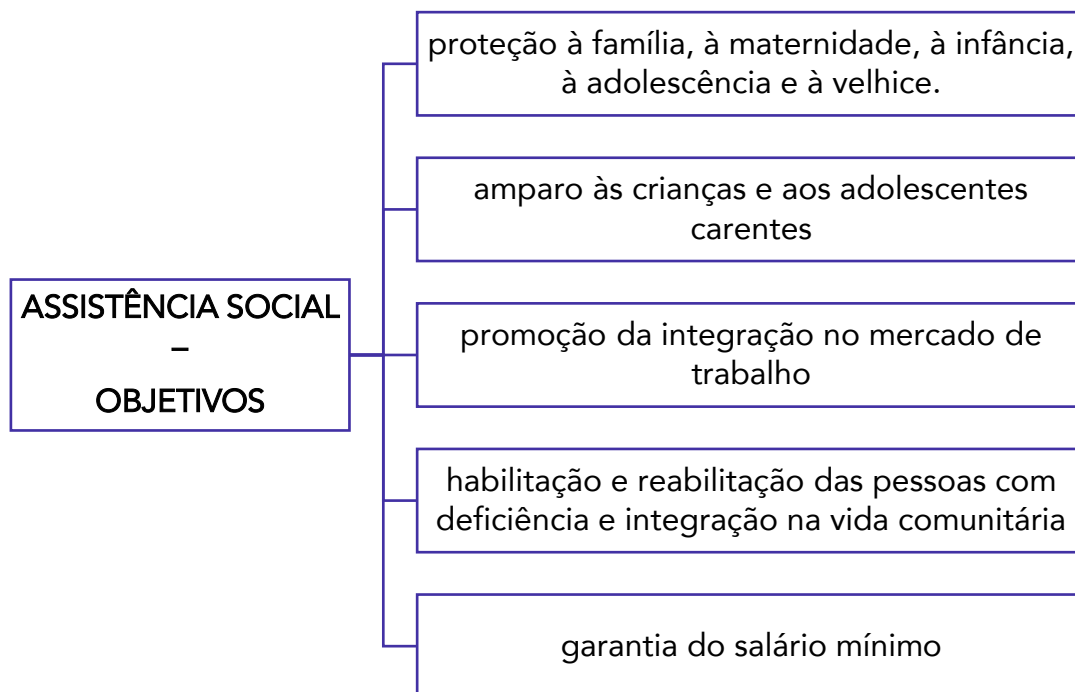 proteção à família, à maternidade, à infância,
à adolescência e à velhice.
amparo às crianças e aos adolescentes
carentes
ASSISTÊNCIA SOCIAL
–
OBJETIVOS
promoção da integração no mercado de
trabalho
habilitação e reabilitação das pessoas com
deficiência e integração na vida comunitária
garantia do salário mínimo